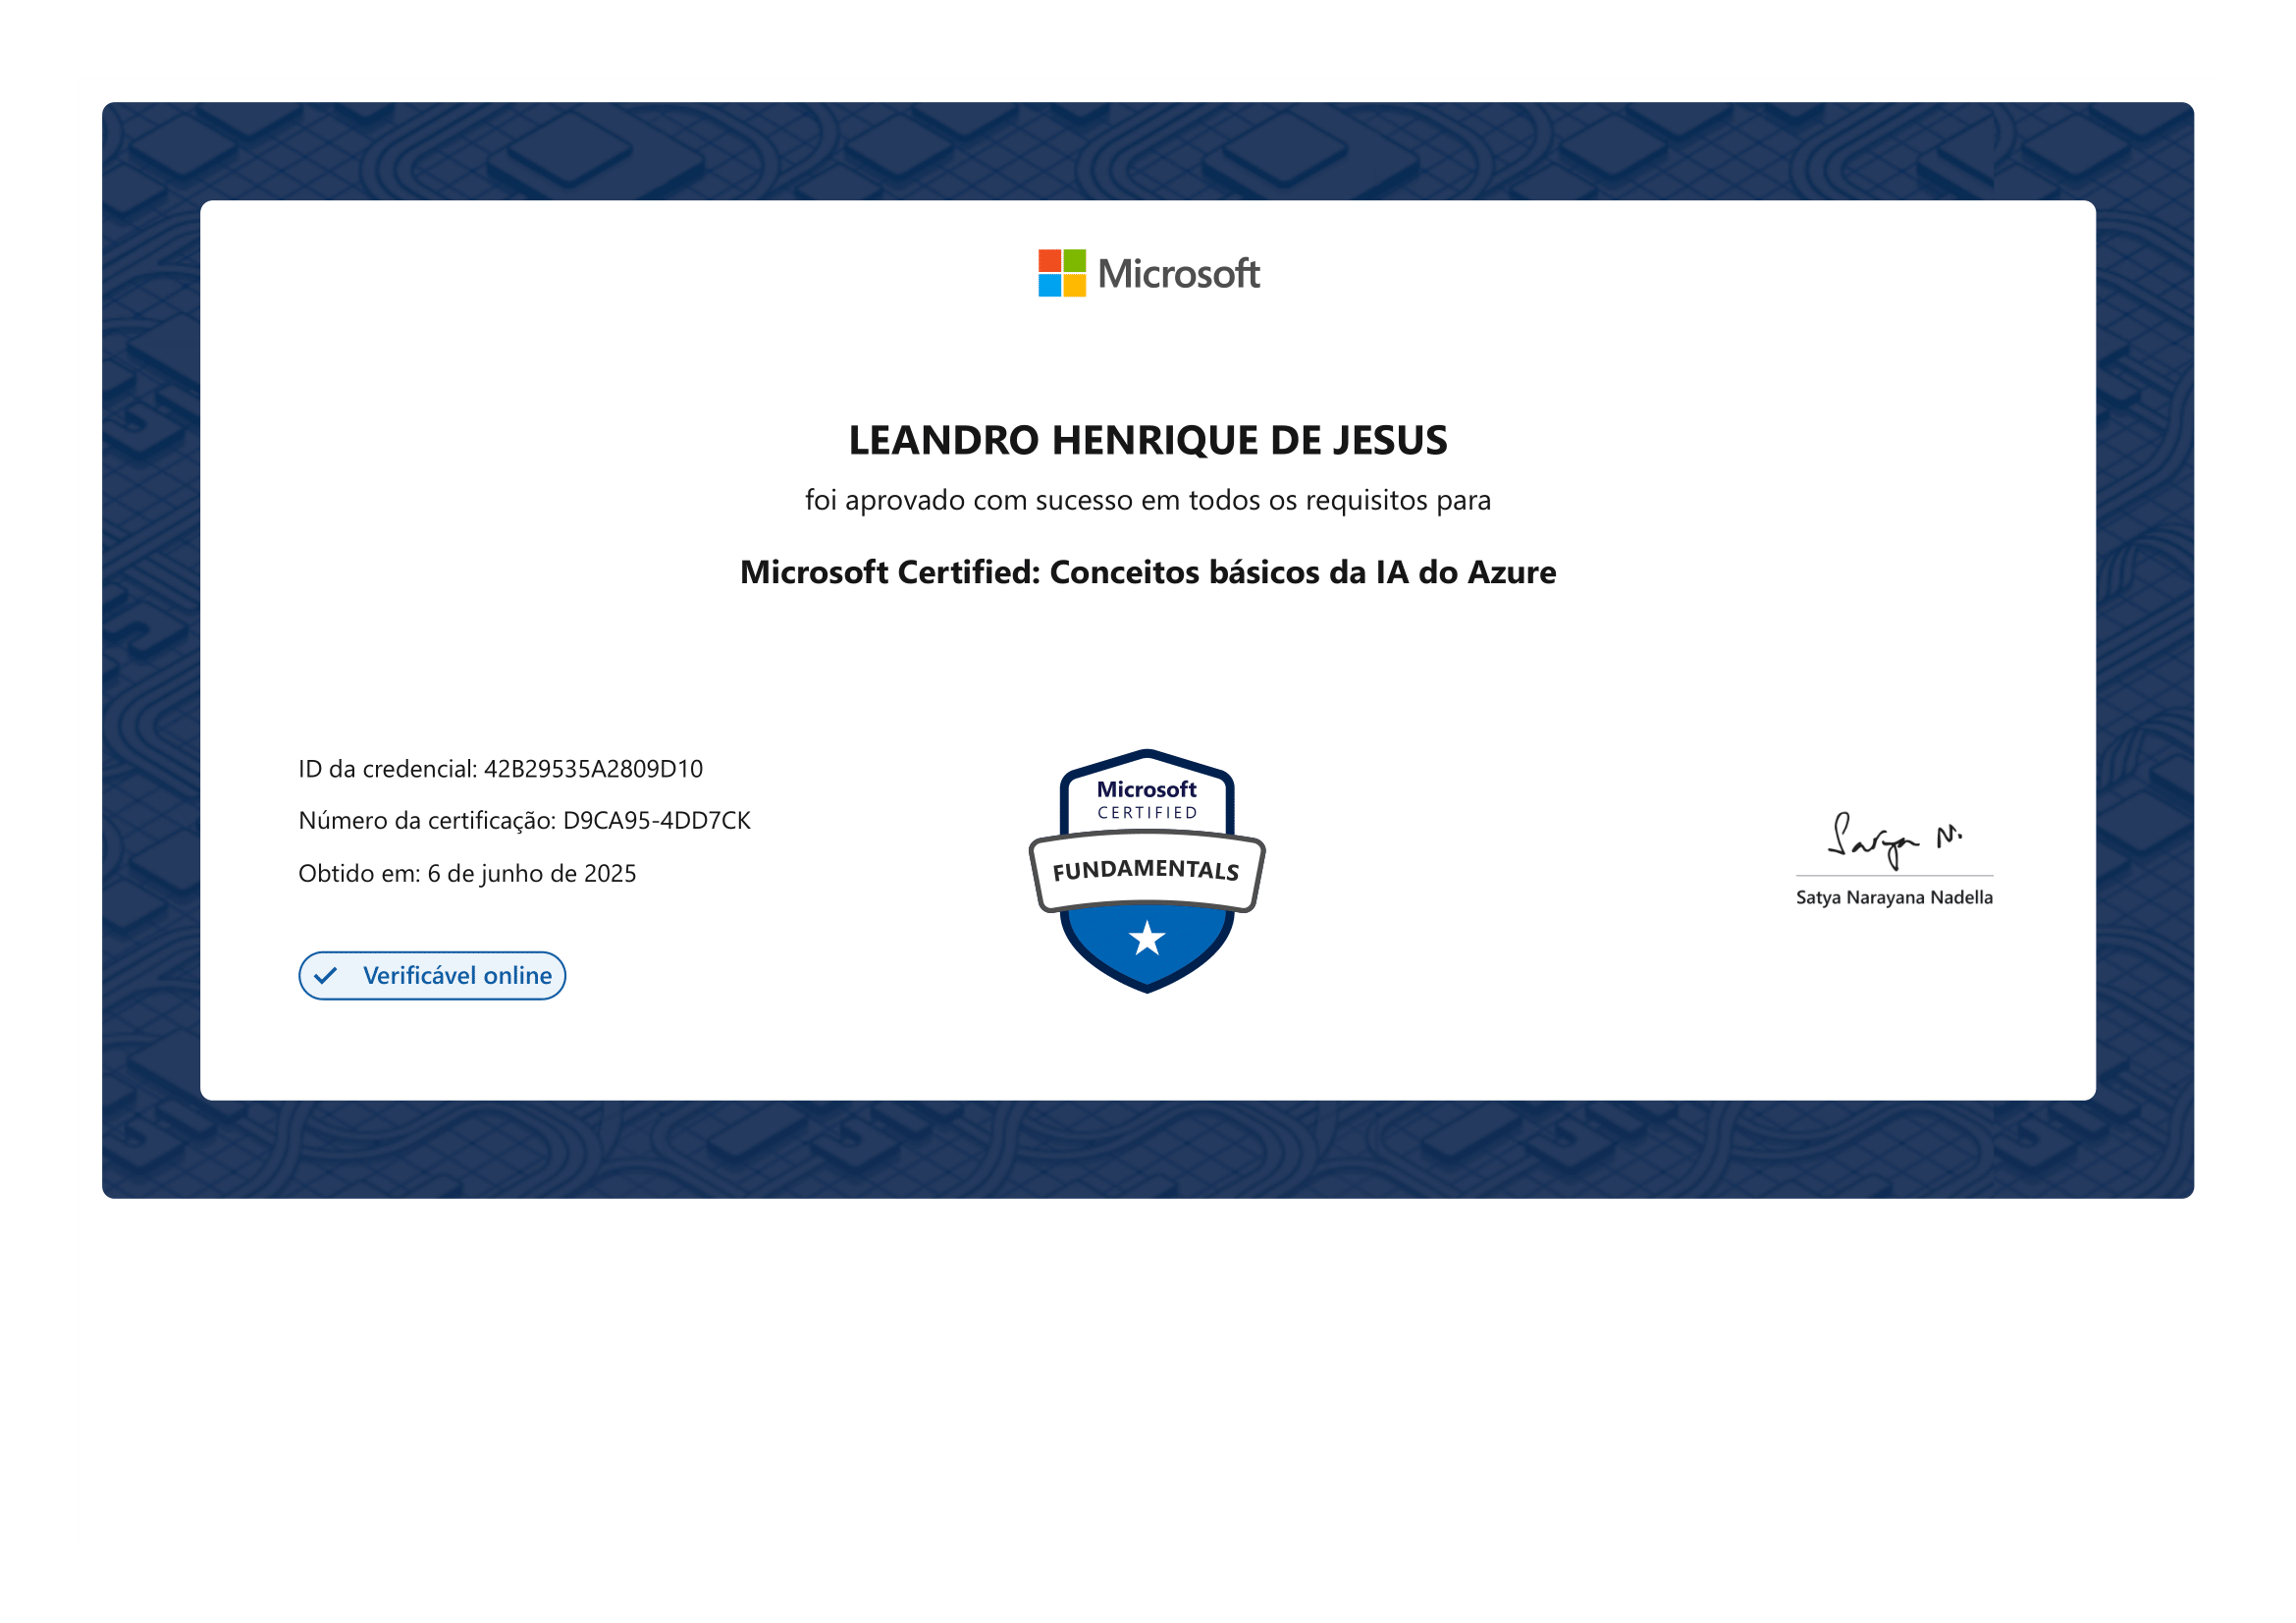 Microsoft
LEANDRO HENRIQUE DE JESUS
foi aprovado com sucesso em todos os requisitos para
Microsoft Certified: Conceitos básicos da IA do Azure
ID da credencial: 42B29535A2809D10
Número da certificação: D9CA95-4DD7CK
Obtido em: 6 de junho de 2025
Verificável online
Microsoft
CERTIFIED
FUNDAMENTALS
Satya N.
Satya Narayana Nadella